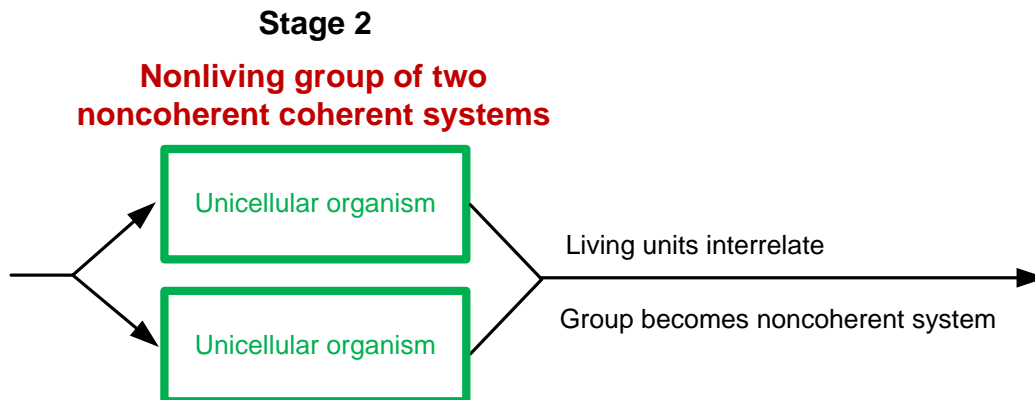 Stage 2
Nonliving group of two
noncoherent coherent systems
Unicellular organism
Living units interrelate
Group becomes noncoherent system
Unicellular organism